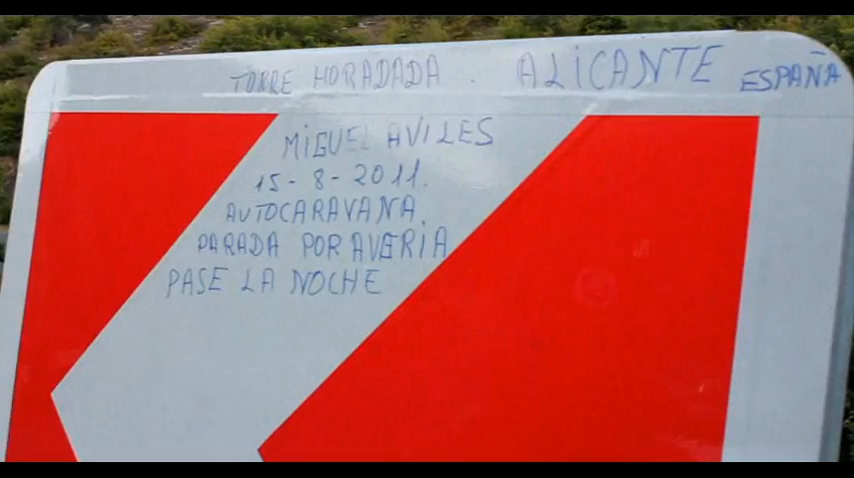 TORRE HORADADA . ALICANTE ESPAÑA
MIGUEL AVILES
15-8-2011.
AUTOCARAVANA.
PARADA POR AVERIA
PASE LA NOCHE